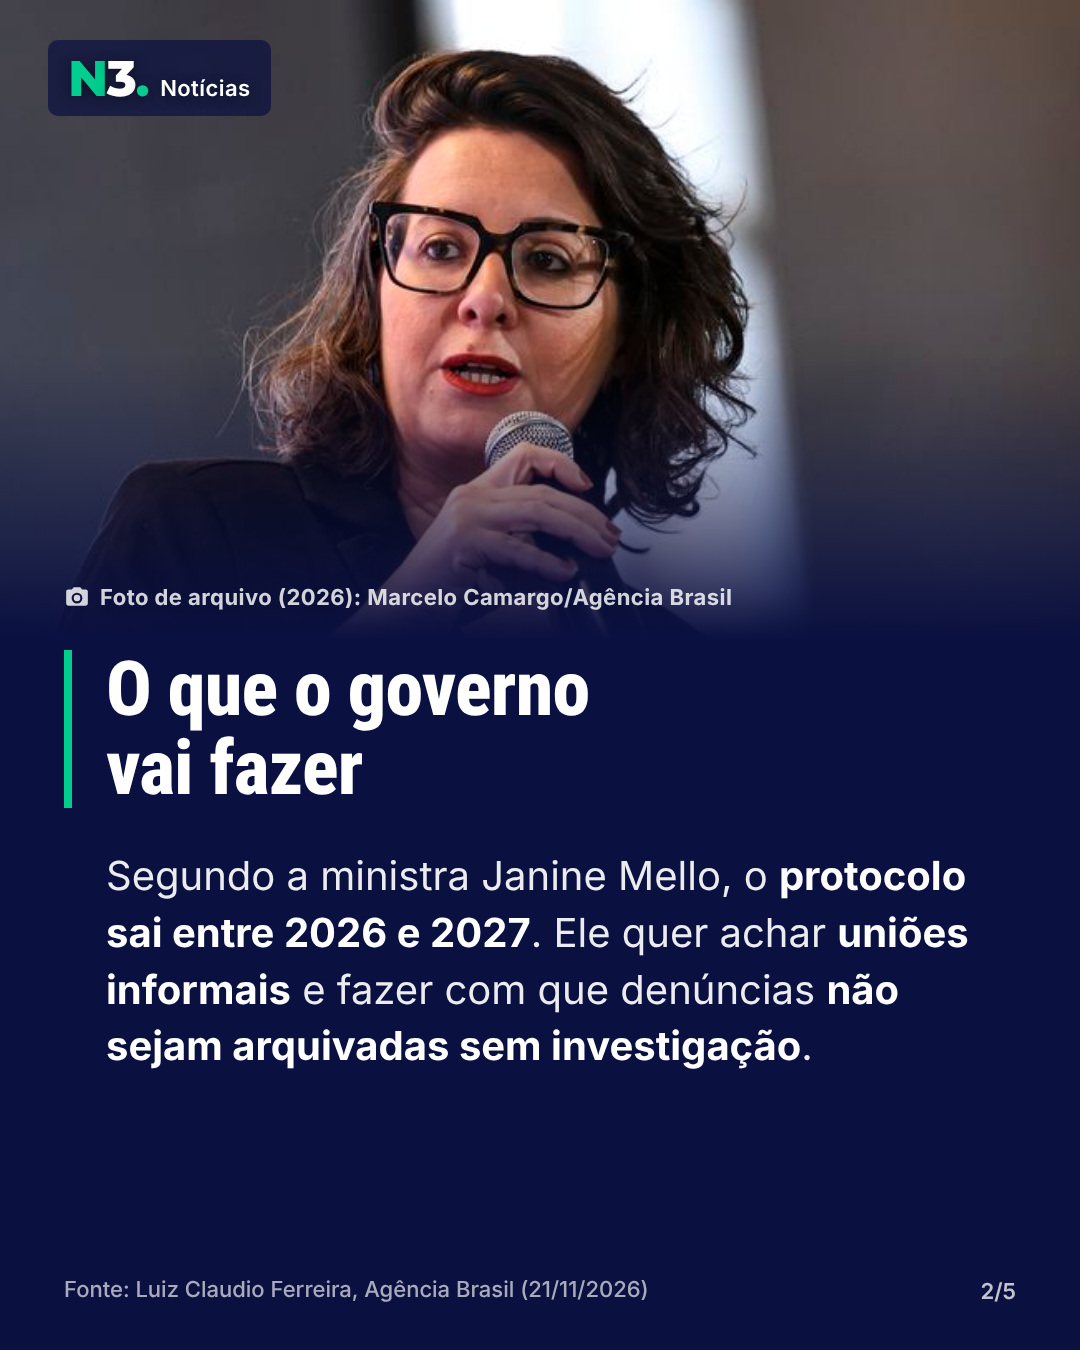 N3. Notícias
Foto de arquivo (2026): Marcelo Camargo/Agência Brasil
O que o governo
vai fazer
Segundo a ministra Janine Mello, o protocolo
sai entre 2026 e 2027. Ele quer achar uniões
informais e fazer com que denúncias não
sejam arquivadas sem investigação.
Fonte: Luiz Claudio Ferreira, Agência Brasil (21/11/2026)
2/5